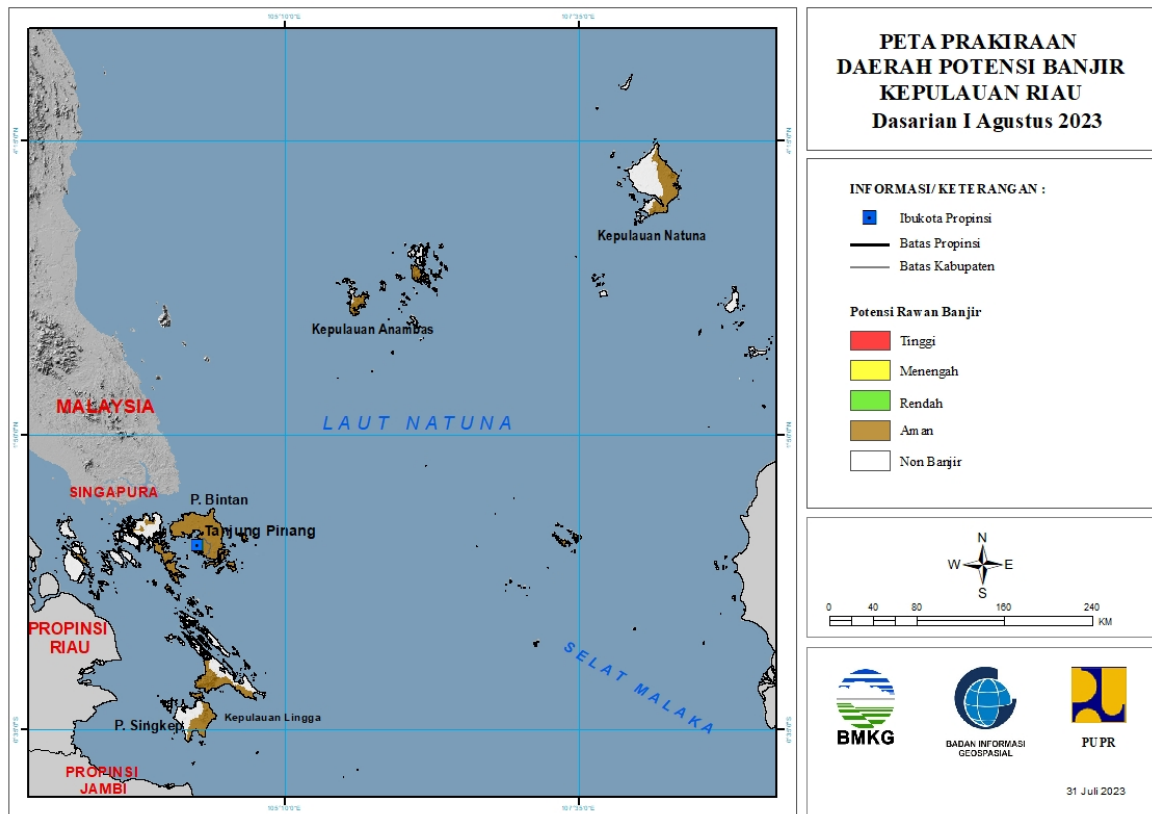 PETA PRAKIRAAN
DAERAH POTENSI BANJIR
KEPULAUAN RIAU
Dasarian I Agustus 2023
INFORMASI/ KETERANGAN :
Ibukota Propinsi
Batas Propinsi
Batas Kabupaten
Potensi Rawan Banjir
Tinggi
Menengah
Rendah
Aman
Non Banjir
N
W E
S
0 40 80 160 240
KM
BMKG
BADAN INFORMASI
GEOSPASIAL
PUPR
31 Juli 2023
Kepulauan Natuna
Kepulauan Anambas
MALAYSIA
LAUT NATUNA
SINGAPURA
P. Bintan
Tanjung Pinang
PROPINSI
RIAU
SELAT MALAKA
Kepulauan Lingga
P. Singkep
PROPINSI
JAMBI